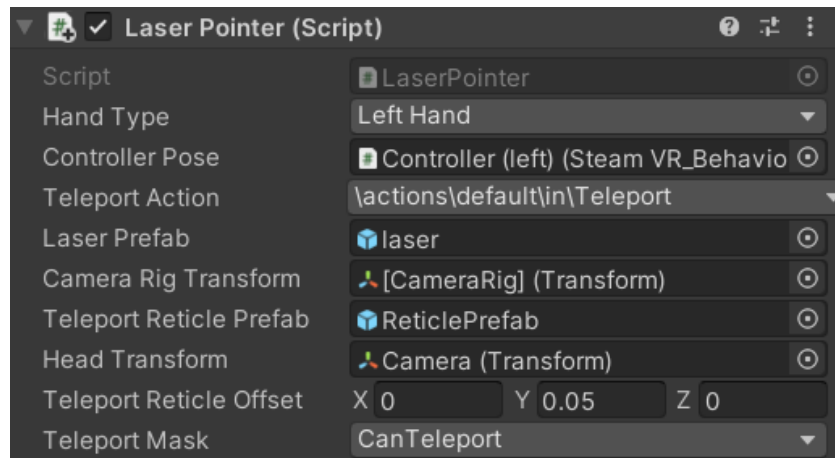 Laser Pointer (Script)
Script LaserPointer
Hand Type Left Hand
Controller Pose Controller (left) (Steam VR_Behavio
Teleport Action \actions\default\in\Teleport
Laser Prefab laser
Camera Rig Transform [CameraRig] (Transform)
Teleport Reticle Prefab ReticlePrefab
Head Transform Camera (Transform)
Teleport Reticle Offset X 0 Y 0.05 Z 0
Teleport Mask CanTeleport